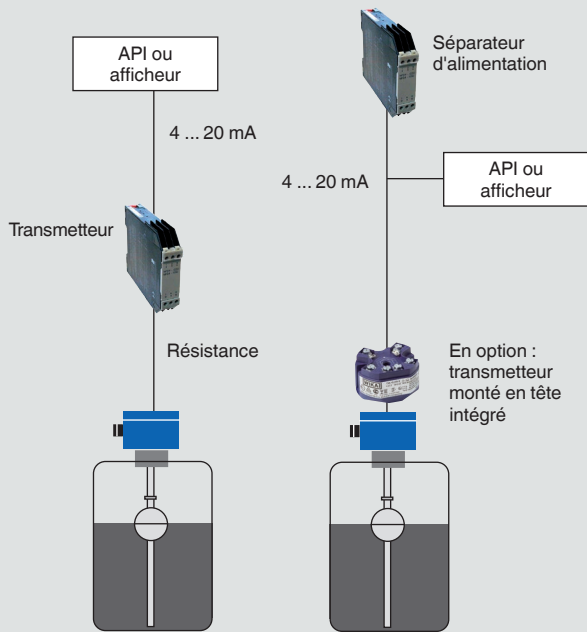 API ou
afficheur
4 ... 20 mA
Transmetteur
Résistance
Séparateur
d'alimentation
4 ... 20 mA
API ou
afficheur
WIKA
En option :
transmetteur
monté en tête
intégré